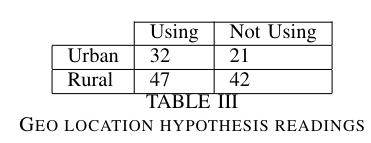 Using Not Using
Urban 32 21
Rural 47 42
TABLE III
GEO LOCATION HYPOTHESIS READINGS